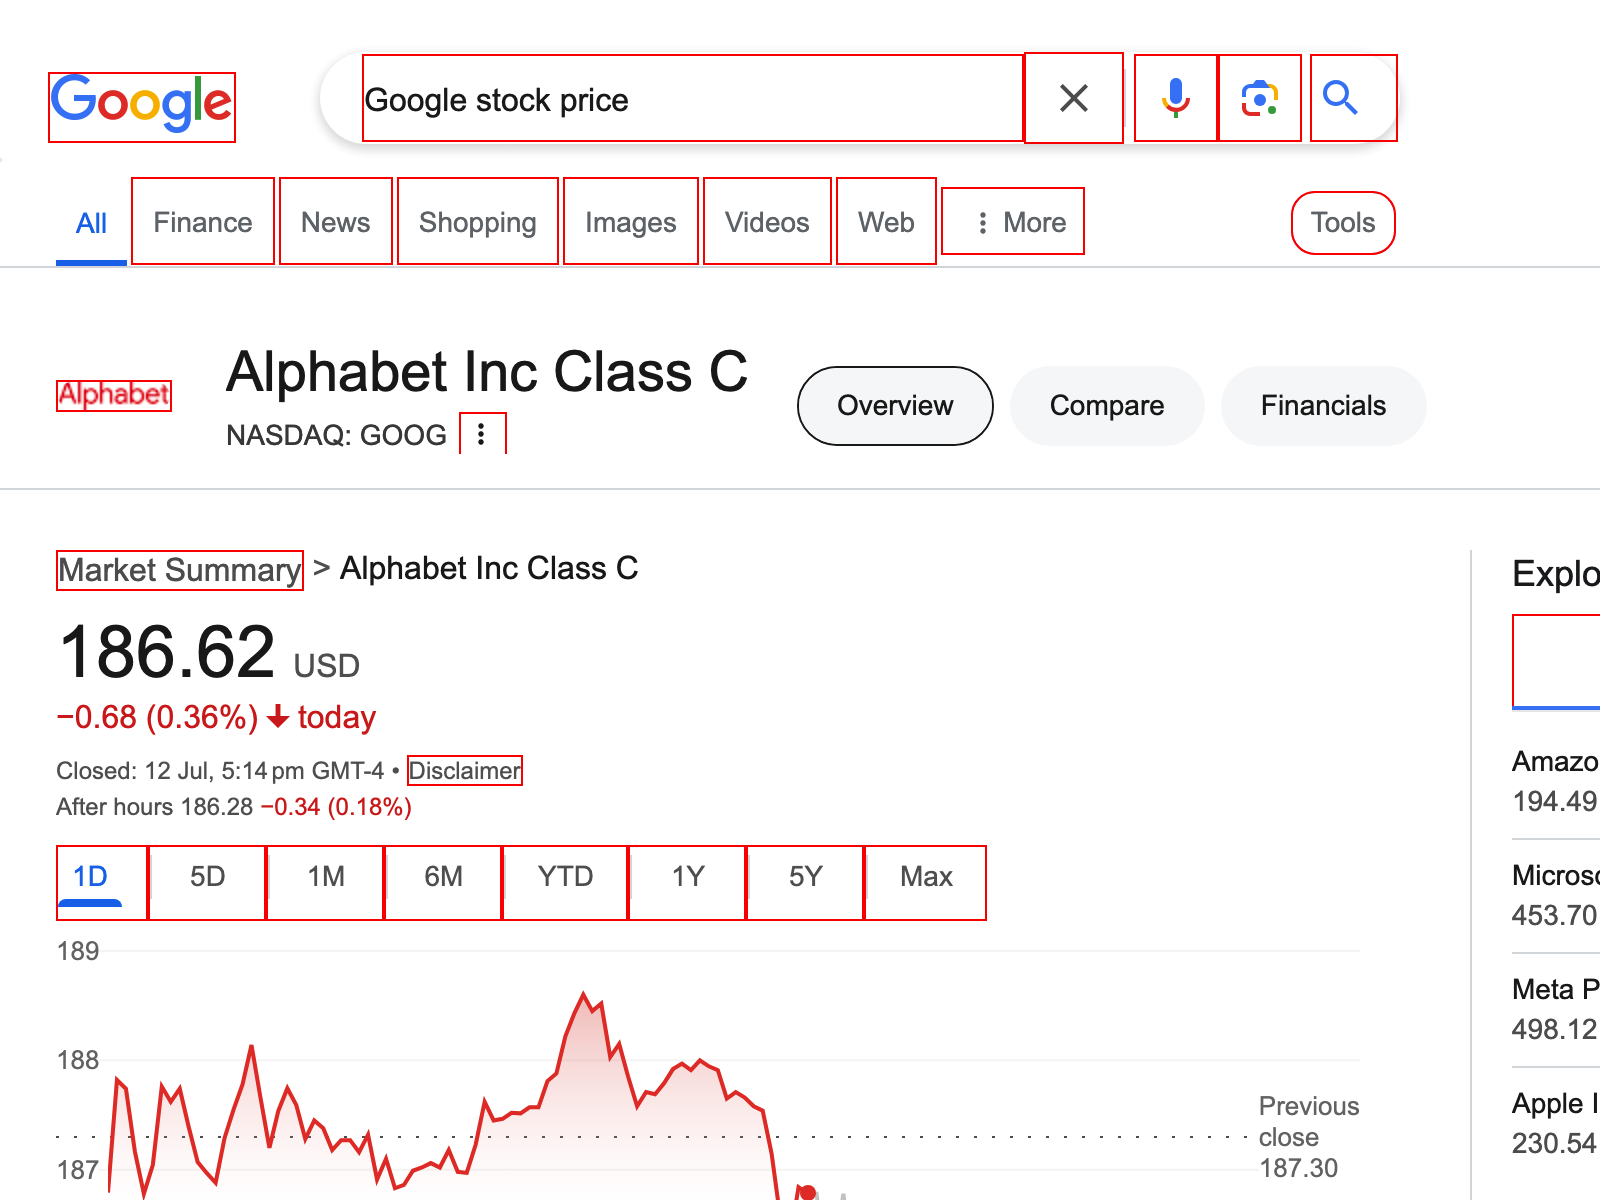 Google
Google stock price
All
Finance
News
Shopping
Images
Videos
Web
More
Tools
Alphabet
Alphabet Inc Class C
NASDAQ: GOOG
Overview
Compare
Financials
Market Summary > Alphabet Inc Class C
186.62 USD
−0.68 (0.36%) today
Closed: 12 Jul, 5:14 pm GMT-4 • Disclaimer
After hours 186.28 −0.34 (0.18%)
1D
5D
1M
6M
YTD
1Y
5Y
Max
189
188
187
Previous
close
187.30
Explo
Amazo
194.49
Microso
453.70
Meta P
498.12
Apple I
230.54